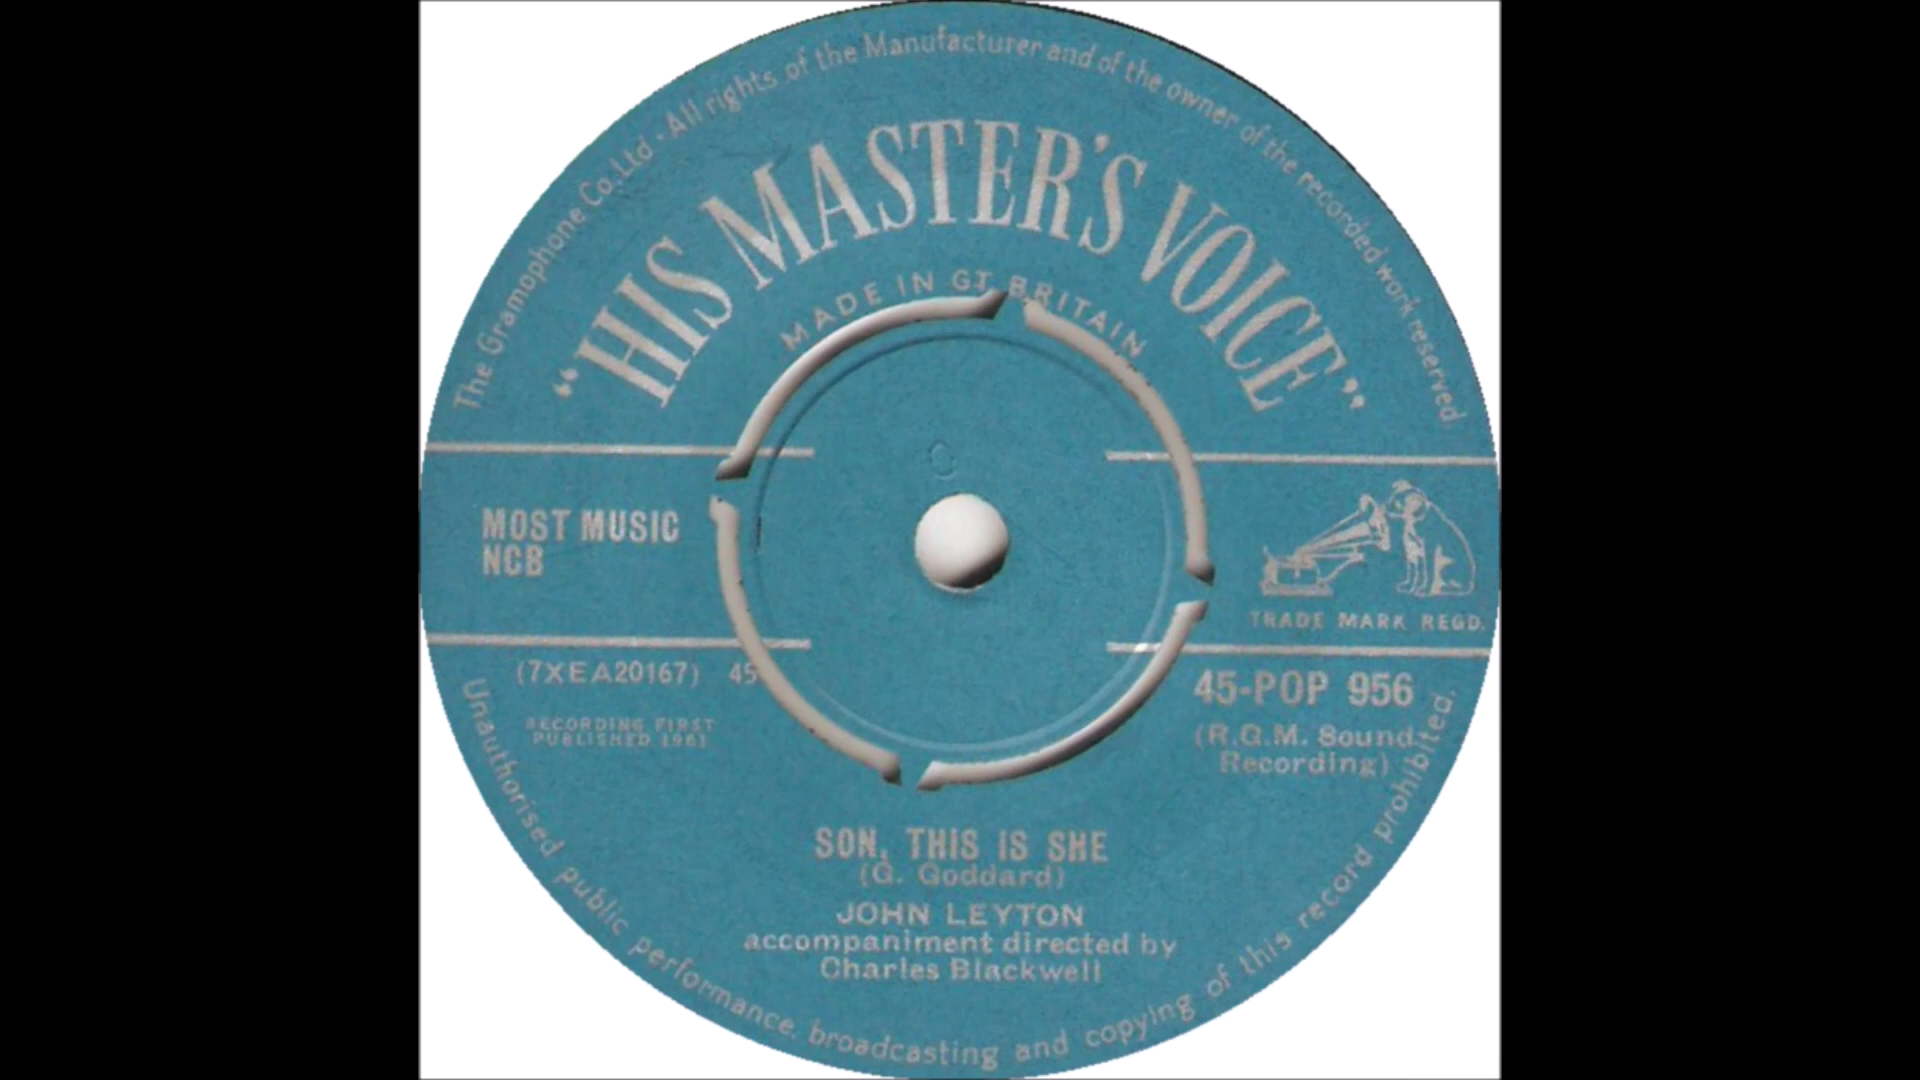 The Gramophone Co. Ltd · All rights of the Manufacturer and of the owner of the recorded work reserved
"HIS MASTER'S VOICE"
MADE IN GT. BRITAIN
MOST MUSIC
NCB
TRADE MARK REGD.
(7XEA20167) 45
RECORDING FIRST
PUBLISHED 1961
45-POP 956
(R.G.M. Sound
Recording)
SON, THIS IS SHE
(G. Goddard)
JOHN LEYTON
accompaniment directed by
Charles Blackwell
Unauthorised public performance, broadcasting and copying of this record prohibited.